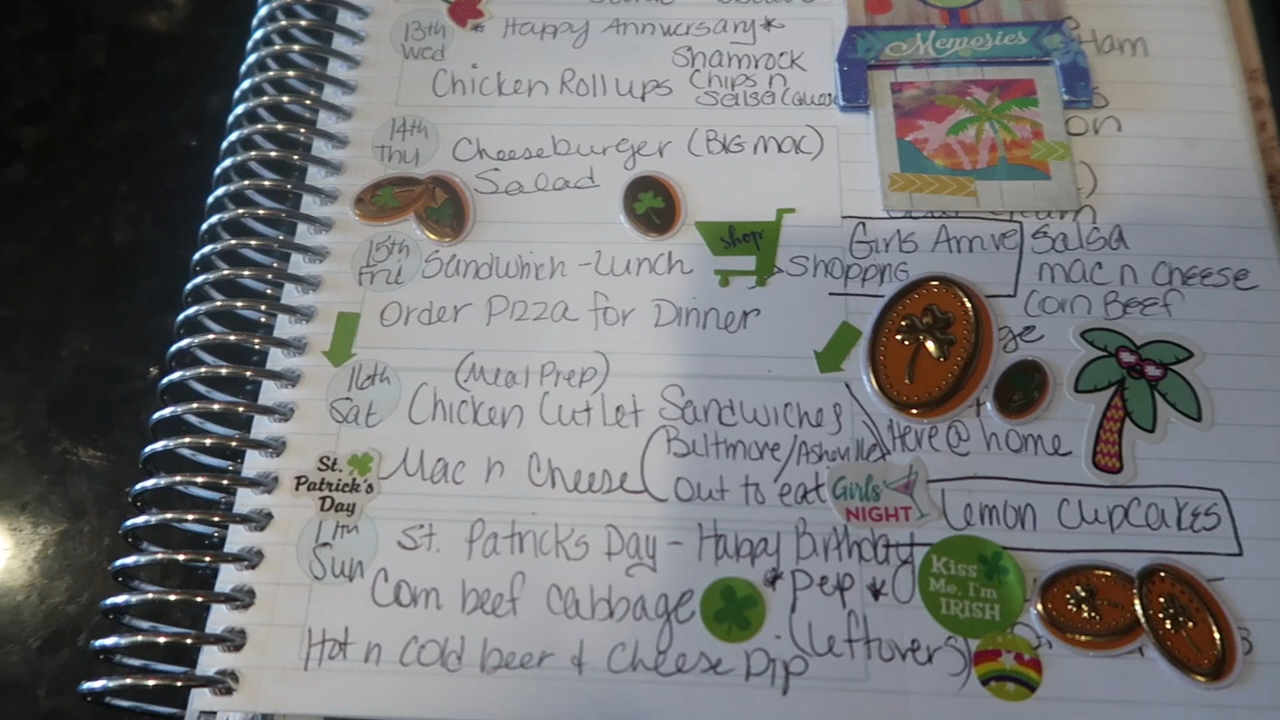 13th Wed * Happy Anniversary *
Chicken Roll ups Shamrock Chips n Salsa
Memories
Ham
on
14th Thu Cheeseburger (BIG mac)
Salad
15th Fri Sandwhich - Lunch shop Shopping Girls Arrive
Order Pizza for Dinner
Salsa
mac n cheese
Corn Beef
16th Sat (Meal Prep)
Chicken Cutlet Sandwiches
Mac n Cheese (Biltmore/Asheville) Here @ home
out to eat Girls' NIGHT
Lemon Cupcakes
St. Patrick's Day
17th Sun St. Patricks Day - Happy Birthday
* Pep *
Corn beef cabbage
Kiss Me, I'm IRISH
Hot n cold beer & Cheese Dip (leftovers)